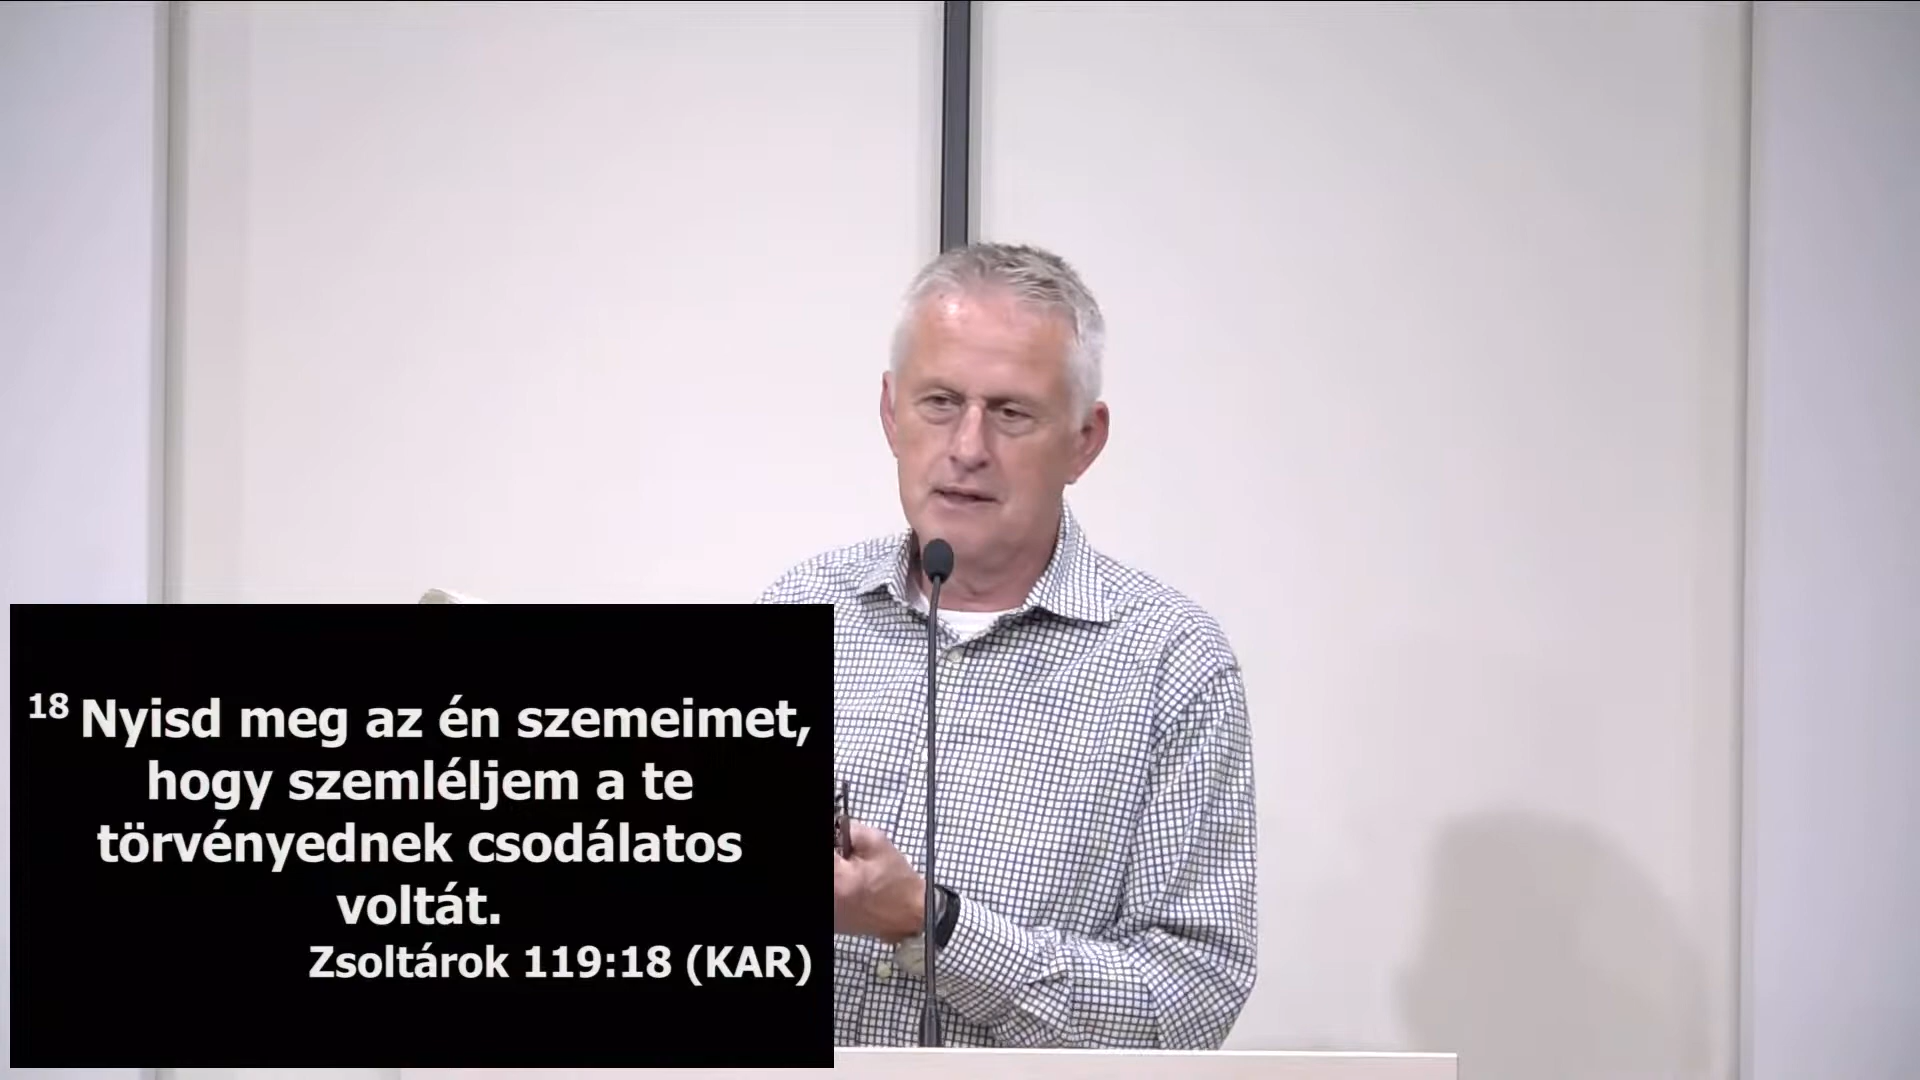 18 Nyisd meg az én szemeimet,
hogy szemléljem a te
törvényednek csodálatos
voltát.
Zsoltárok 119:18 (KAR)